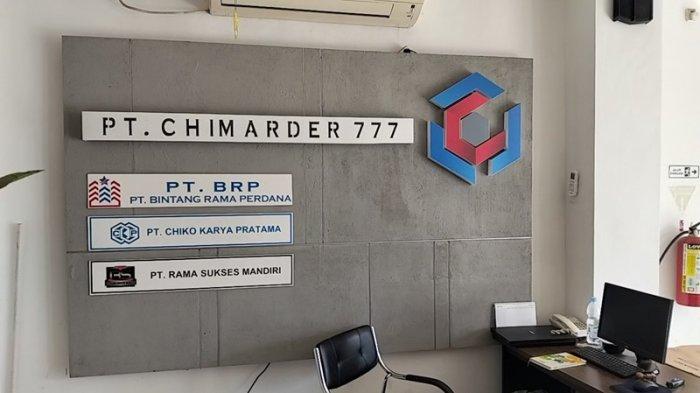 PT. CHIMARDER 777
PT. BRP
PT. BINTANG RAMA PERDANA
PT. CHIKO KARYA PRATAMA
PT. RAMA SUKSES MANDIRI